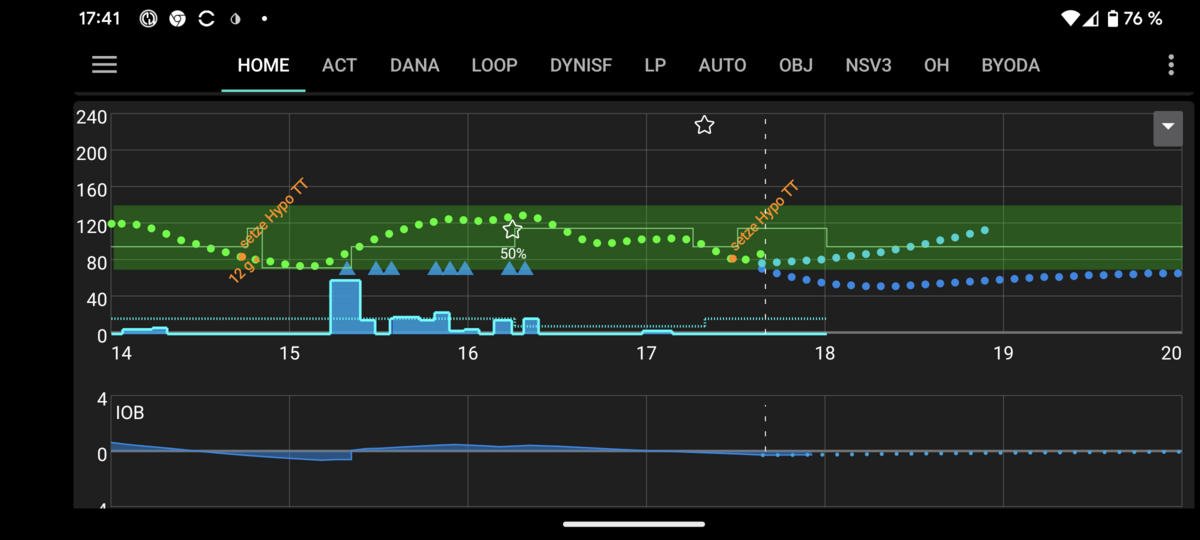 17:41 76 %
HOME ACT DANA LOOP DYNISF LP AUTO OBJ NSV3 OH BYODA
240
200
160
setze Hypo TT
setze Hypo TT
120
50%
12 g
80
40
0
14 15 16 17 18 19 20
4
IOB
0